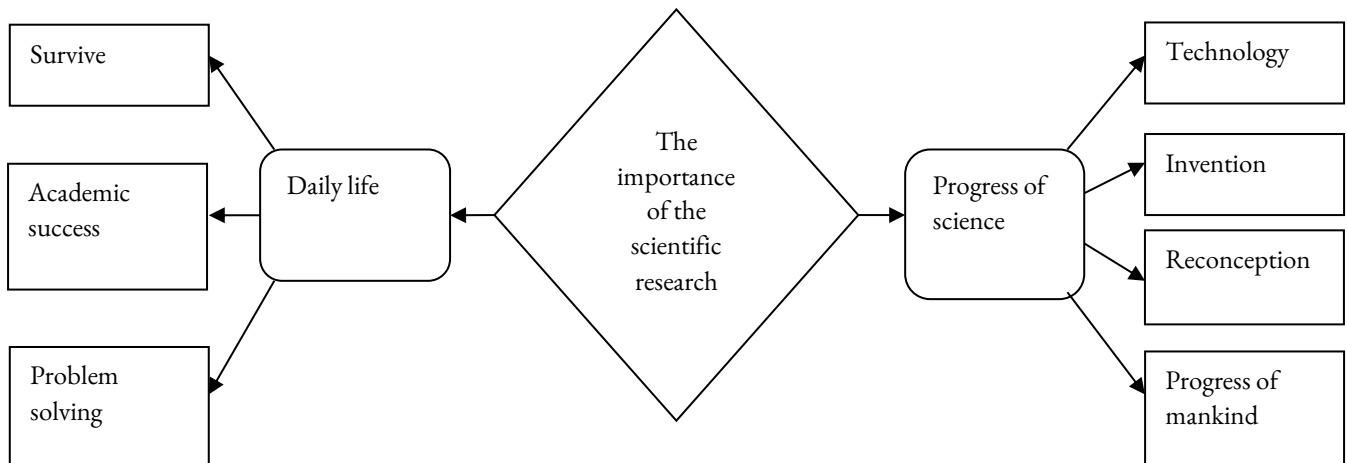 Survive
Academic
success
Problem
solving
Daily life
The
importance
of the
scientific
research
Progress of
science
Technology
Invention
Reconception
Progress of
mankind